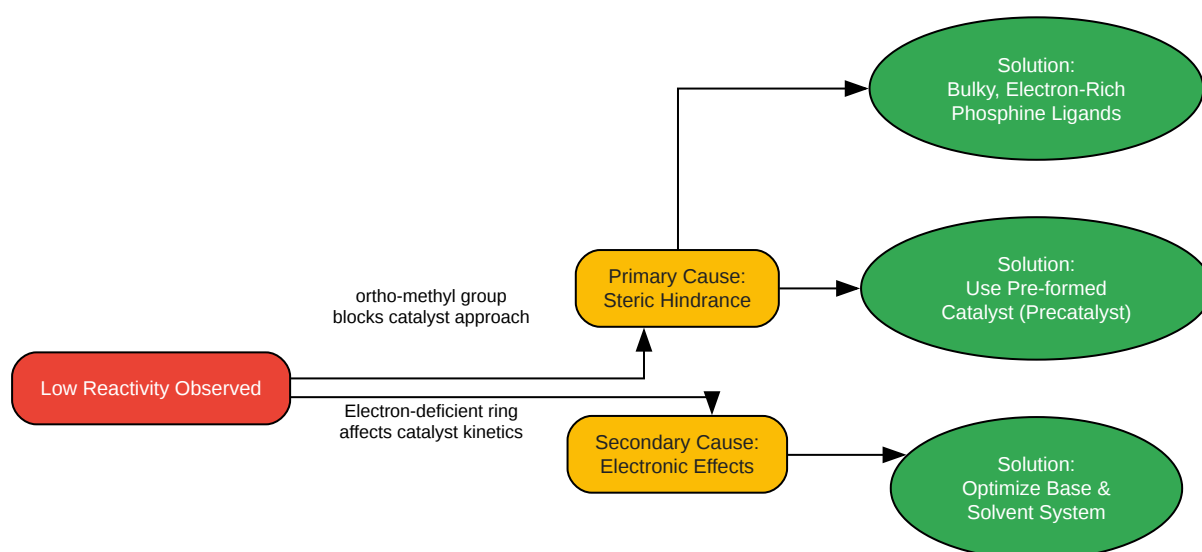 Solution:
Bulky, Electron-Rich
Phosphine Ligands
Primary Cause:
Steric Hindrance
Solution:
Use Pre-formed
Catalyst (Precatalyst)
ortho-methyl group
blocks catalyst approach
Low Reactivity Observed
Electron-deficient ring
affects catalyst kinetics
Secondary Cause:
Electronic Effects
Solution:
Optimize Base &
Solvent System